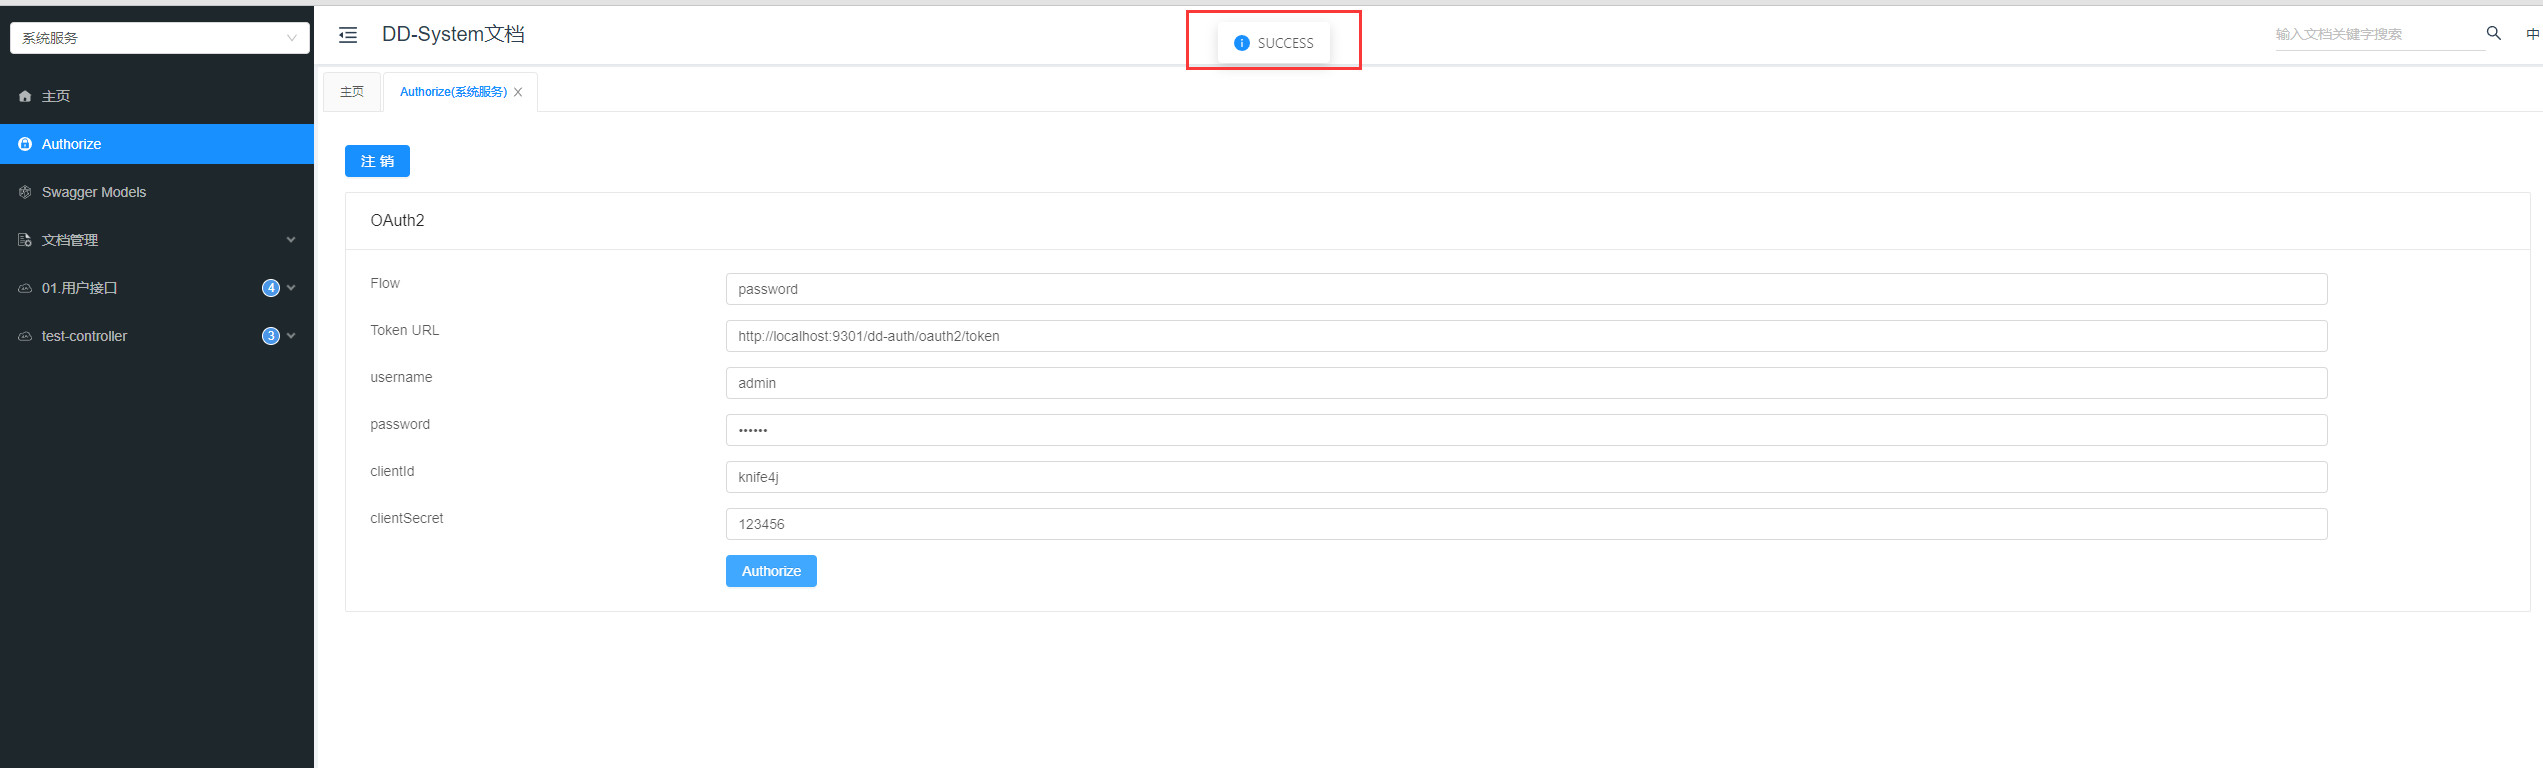 系统服务
主页
Authorize
Swagger Models
文档管理
01.用户接口 4
test-controller 3
DD-System文档
SUCCESS
输入文档关键字搜索
中
主页
Authorize(系统服务)
注 销
OAuth2
Flow password
Token URL http://localhost:9301/dd-auth/oauth2/token
username admin
password ••••••
clientId knife4j
clientSecret 123456
Authorize